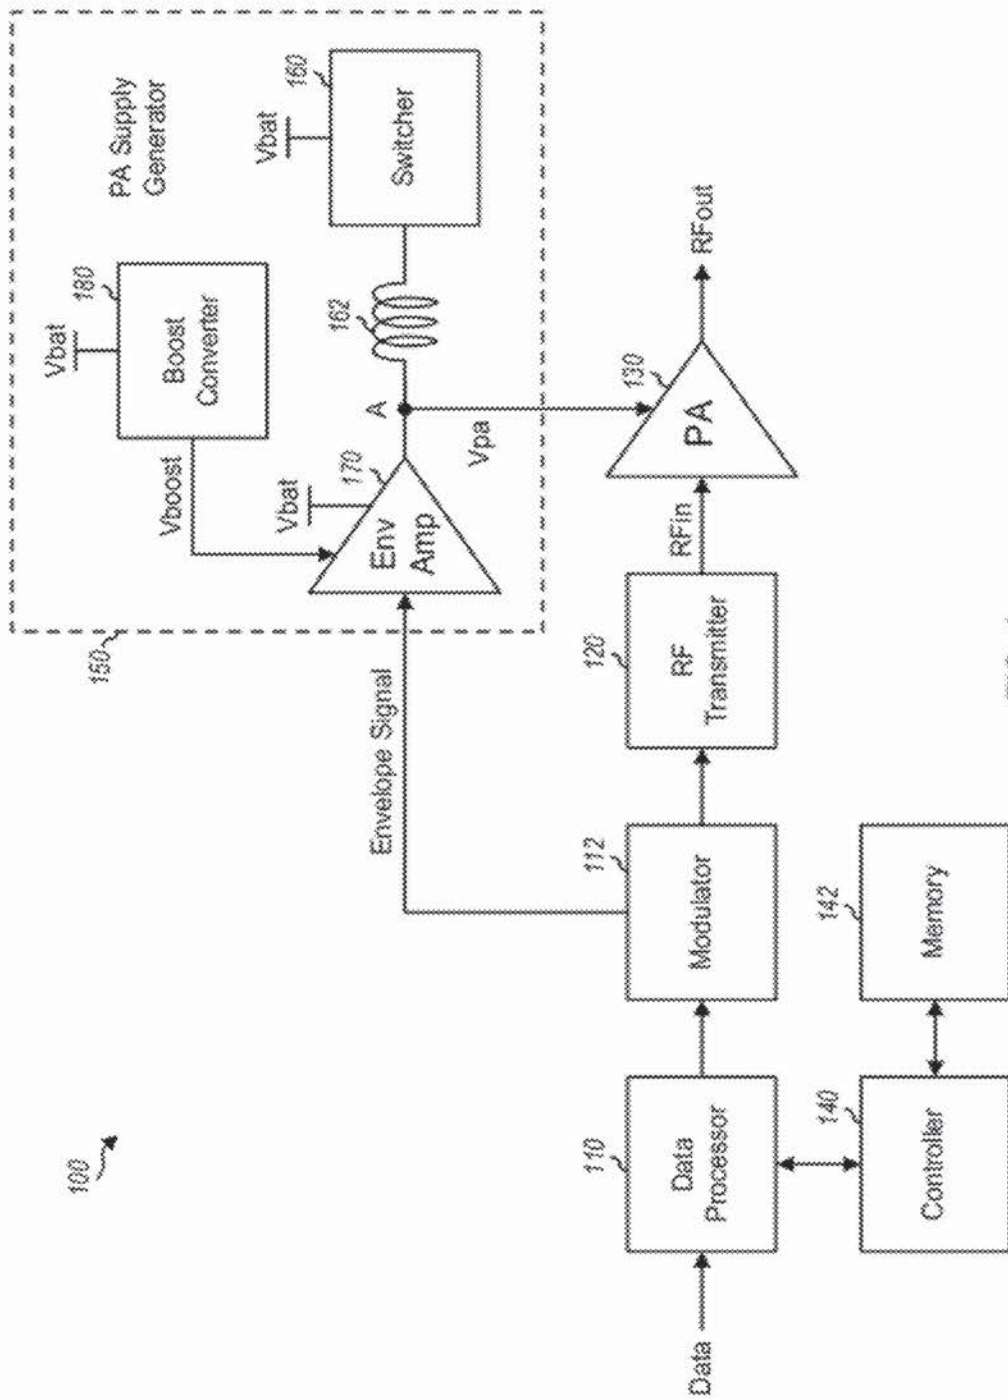 100
150
PA Supply
Generator
Vbat
180
Boost
Converter
Vboost
Vbat
170
Env
Amp
A
162
Vbat
160
Switcher
Envelope Signal
Vpa
Data
110
Data
Processor
112
Modulator
120
RF
Transmitter
RFin
130
PA
RFout
140
Controller
142
Memory